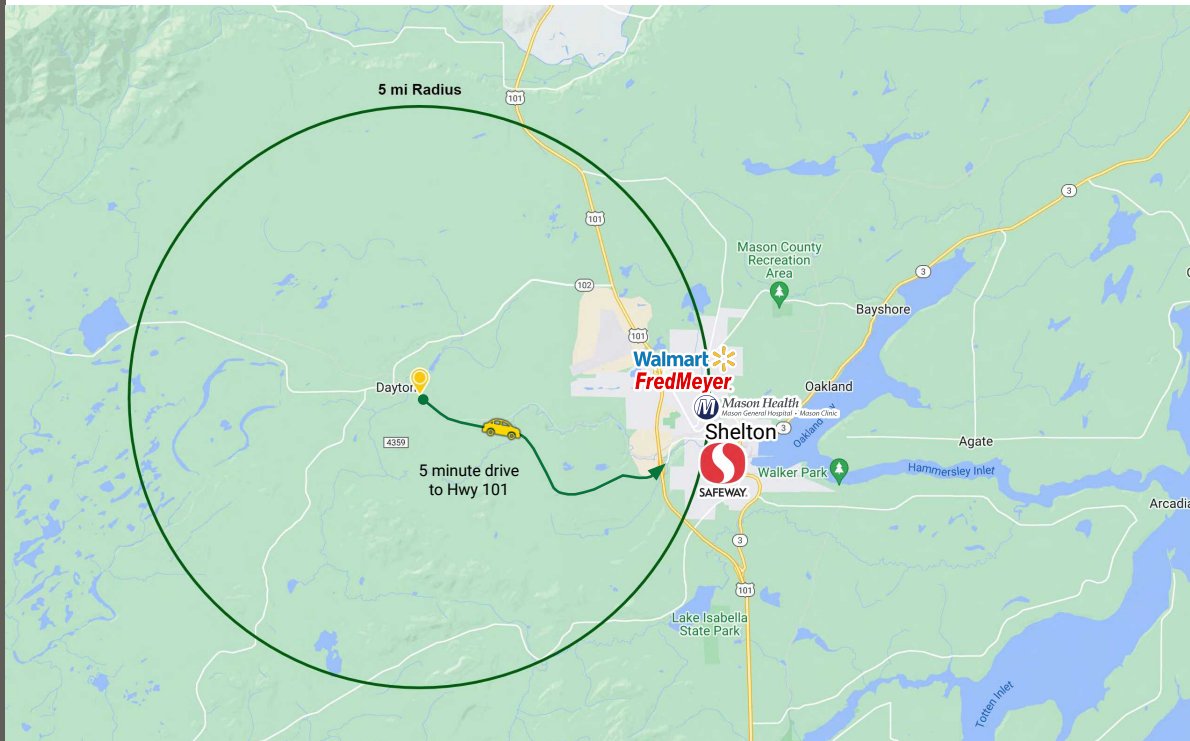 5 mi Radius
101
101
3
Mason County
Recreation
Area
3
102
Bayshore
101
Walmart
FredMeyer
Dayton
Oakland
M
Mason Health
Mason General Hospital • Mason Clinic
Shelton
3
Oakland
4359
Agate
5 minute drive
to Hwy 101
Walker Park
Hammersley Inlet
SAFEWAY.
Arcadia
3
101
Lake Isabella
State Park
Totten Inlet